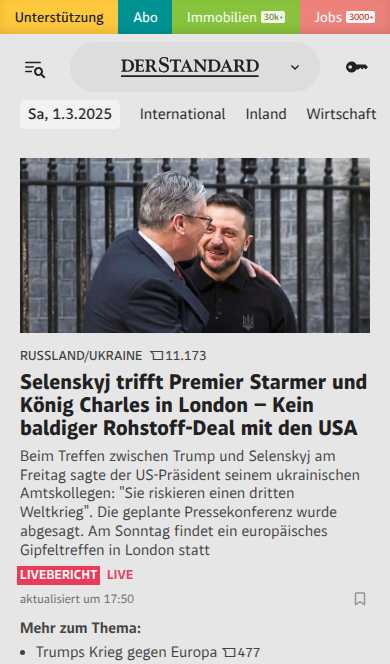 Unterstützung Abo Immobilien 30k+ Jobs 3000+
DERSTANDARD
Sa, 1.3.2025 International Inland Wirtschaft
RUSSLAND/UKRAINE 11.173
Selenskyj trifft Premier Starmer und
König Charles in London – Kein
baldiger Rohstoff-Deal mit den USA
Beim Treffen zwischen Trump und Selenskyj am
Freitag sagte der US-Präsident seinem ukrainischen
Amtskollegen: "Sie riskieren einen dritten
Weltkrieg". Die geplante Pressekonferenz wurde
abgesagt. Am Sonntag findet ein europäisches
Gipfeltreffen in London statt
LIVEBERICHT LIVE
aktualisiert um 17:50
Mehr zum Thema:
• Trumps Krieg gegen Europa 477